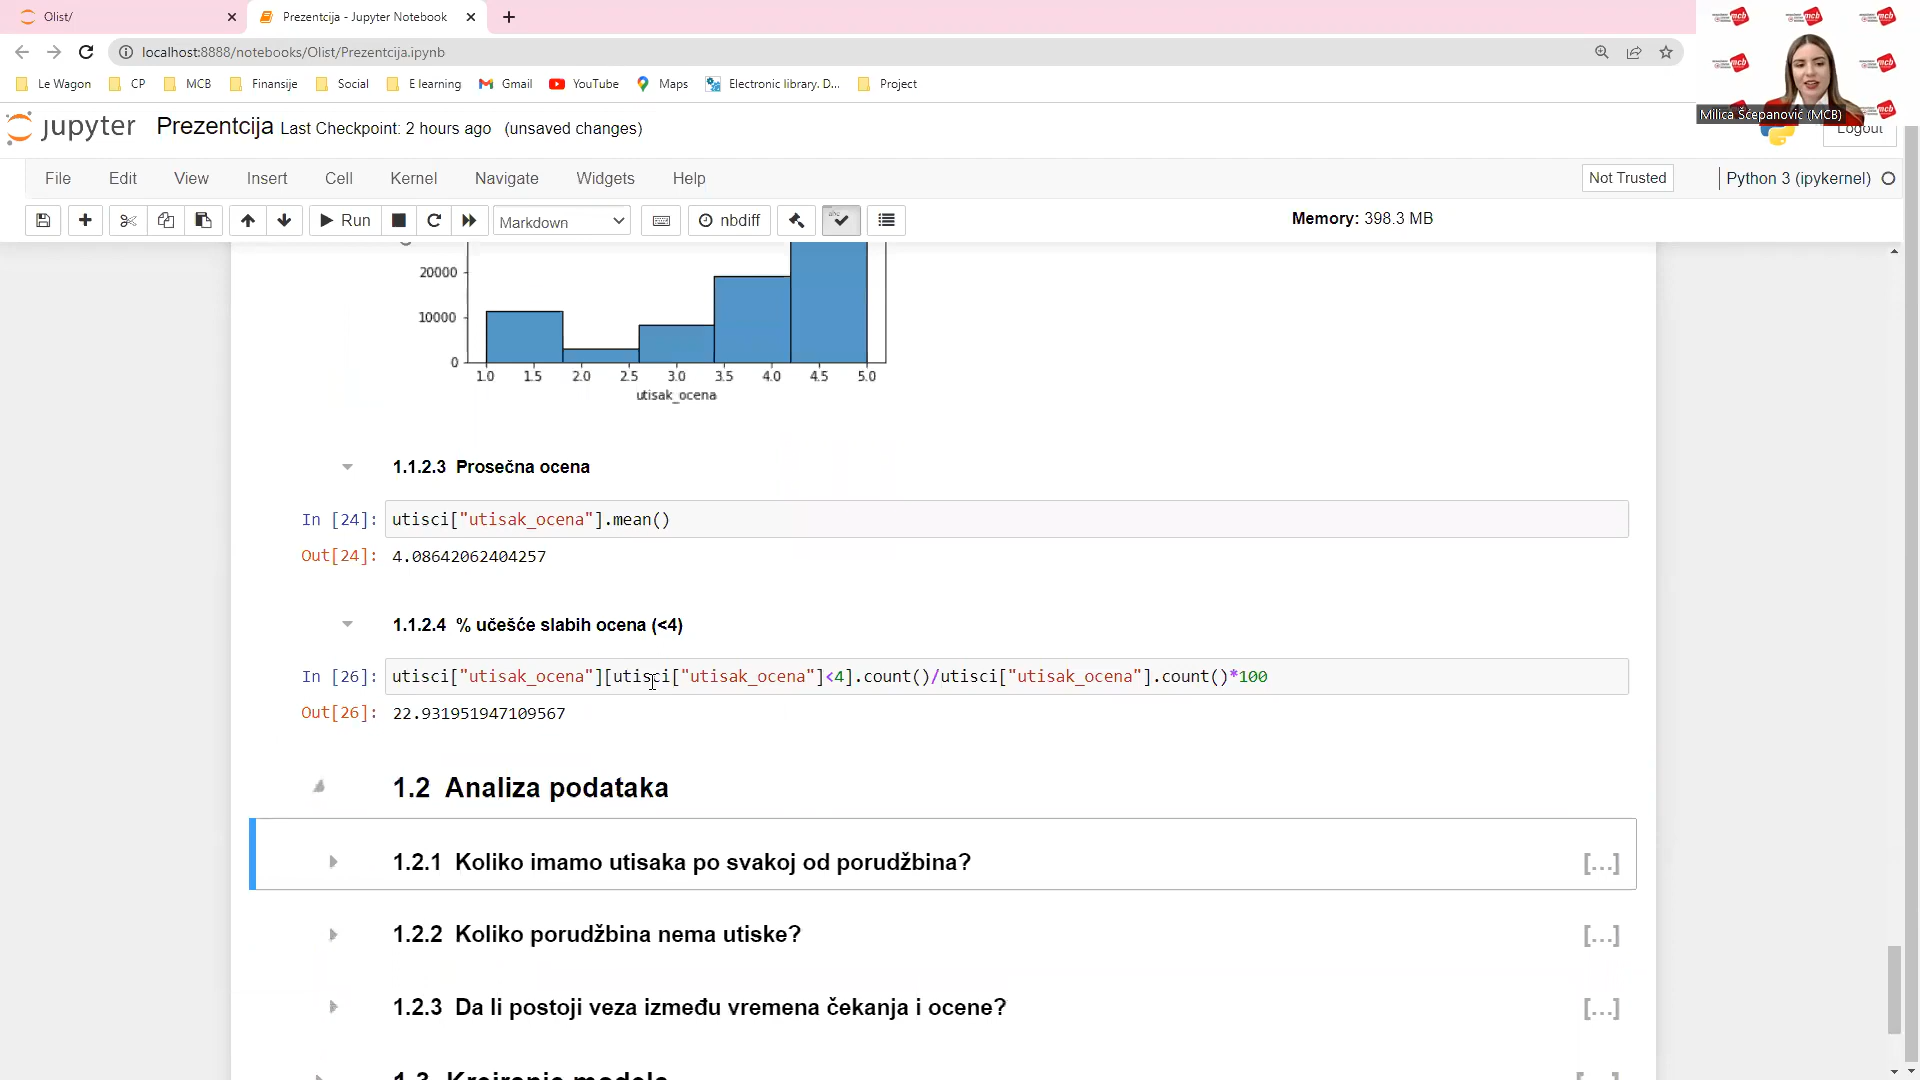 Olist/
Prezentcija - Jupyter Notebook
localhost:8888/notebooks/Olist/Prezentcija.ipynb
Le Wagon CP MCB Finansije Social E learning Gmail YouTube Maps Electronic library. D... Project
Milica Šćepanović (MCB)
jupyter Prezentcija Last Checkpoint: 2 hours ago (unsaved changes)
Logout
File Edit View Insert Cell Kernel Navigate Widgets Help
Not Trusted
Python 3 (ipykernel)
Run
Markdown
nbdiff
Memory: 398.3 MB
20000
10000
0
1.0 1.5 2.0 2.5 3.0 3.5 4.0 4.5 5.0
utisak_ocena
1.1.2.3 Prosečna ocena
In [24]: utisci["utisak_ocena"].mean()
Out[24]: 4.08642062404257
1.1.2.4 % učešće slabih ocena (<4)
In [26]: utisci["utisak_ocena"][utisci["utisak_ocena"]<4].count()/utisci["utisak_ocena"].count()*100
Out[26]: 22.931951947109567
1.2 Analiza podataka
1.2.1 Koliko imamo utisaka po svakoj od porudžbina? [...]
1.2.2 Koliko porudžbina nema utiske? [...]
1.2.3 Da li postoji veza između vremena čekanja i ocene? [...]
1.3 Kreiranje modela [...]